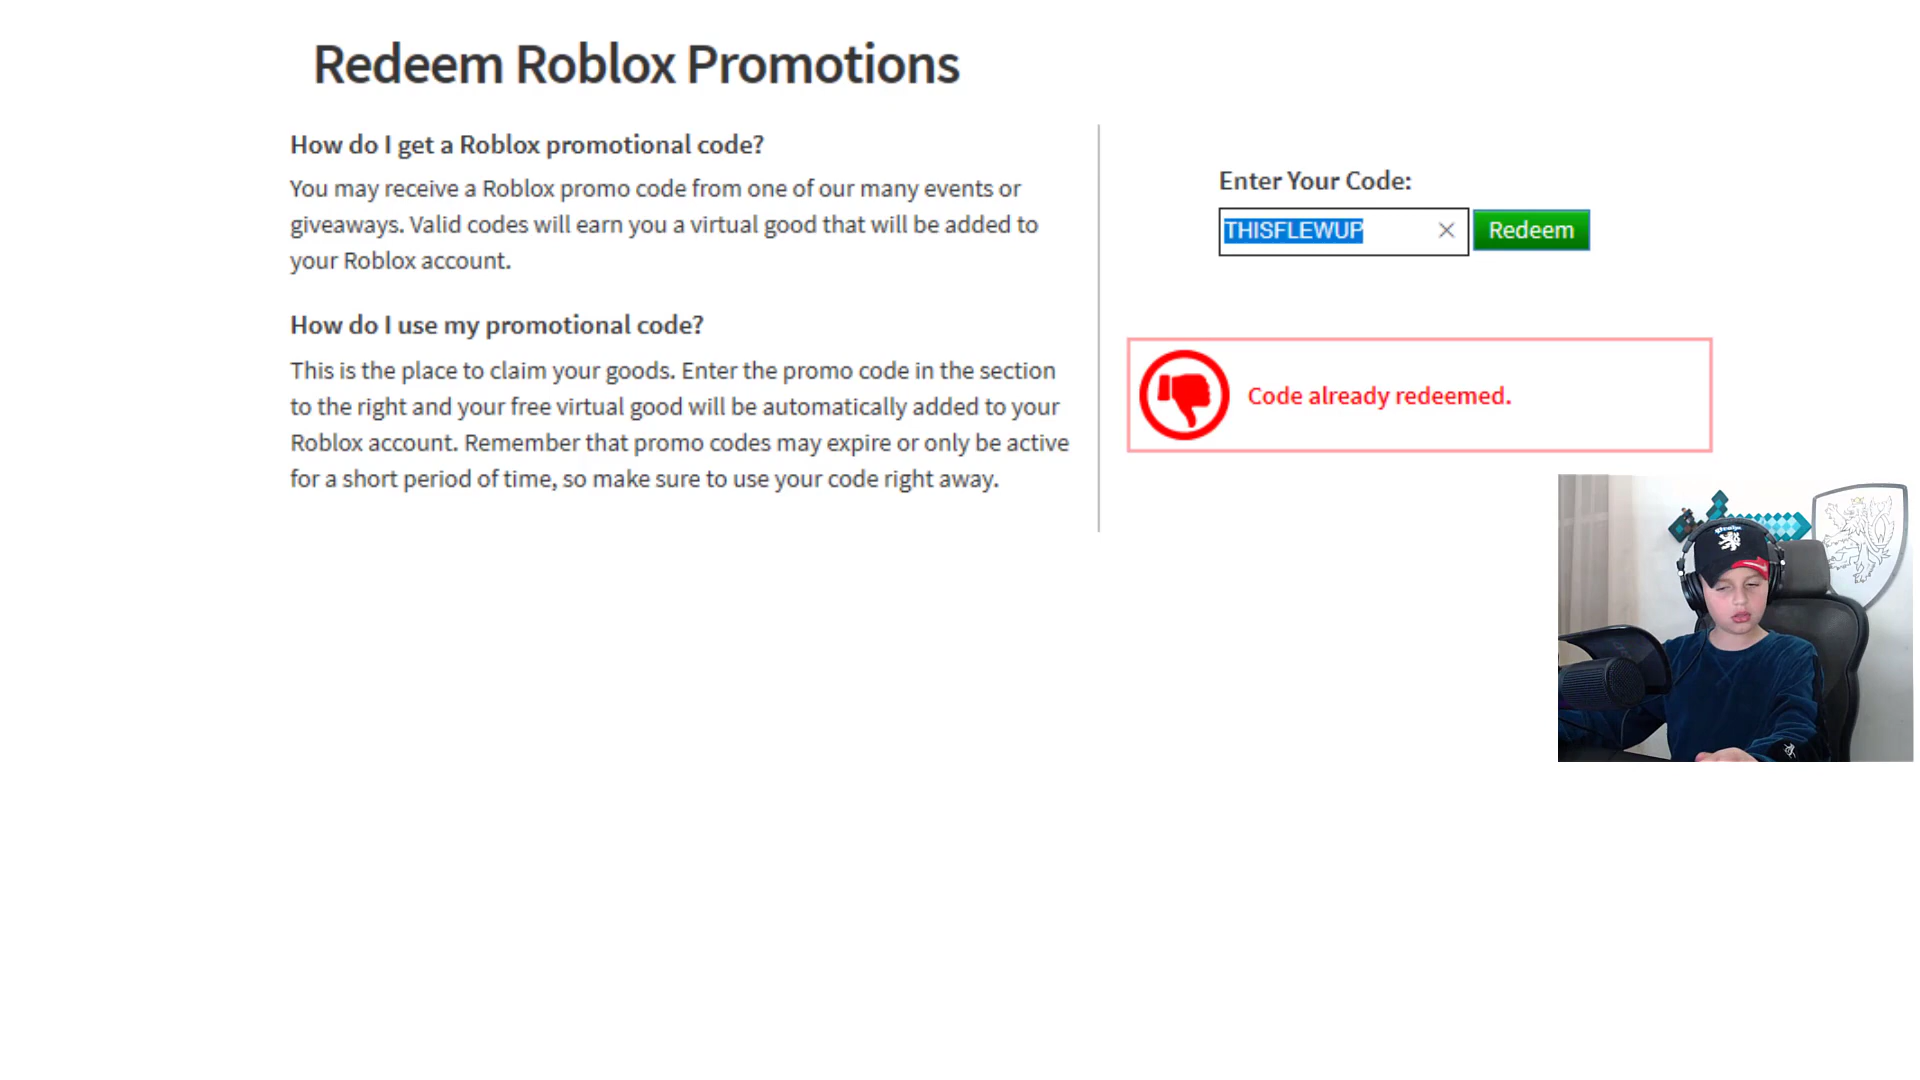 Redeem Roblox Promotions
How do I get a Roblox promotional code?
You may receive a Roblox promo code from one of our many events or
giveaways. Valid codes will earn you a virtual good that will be added to
your Roblox account.
How do I use my promotional code?
This is the place to claim your goods. Enter the promo code in the section
to the right and your free virtual good will be automatically added to your
Roblox account. Remember that promo codes may expire or only be active
for a short period of time, so make sure to use your code right away.
Enter Your Code:
THISFLEWUP
Redeem
Code already redeemed.